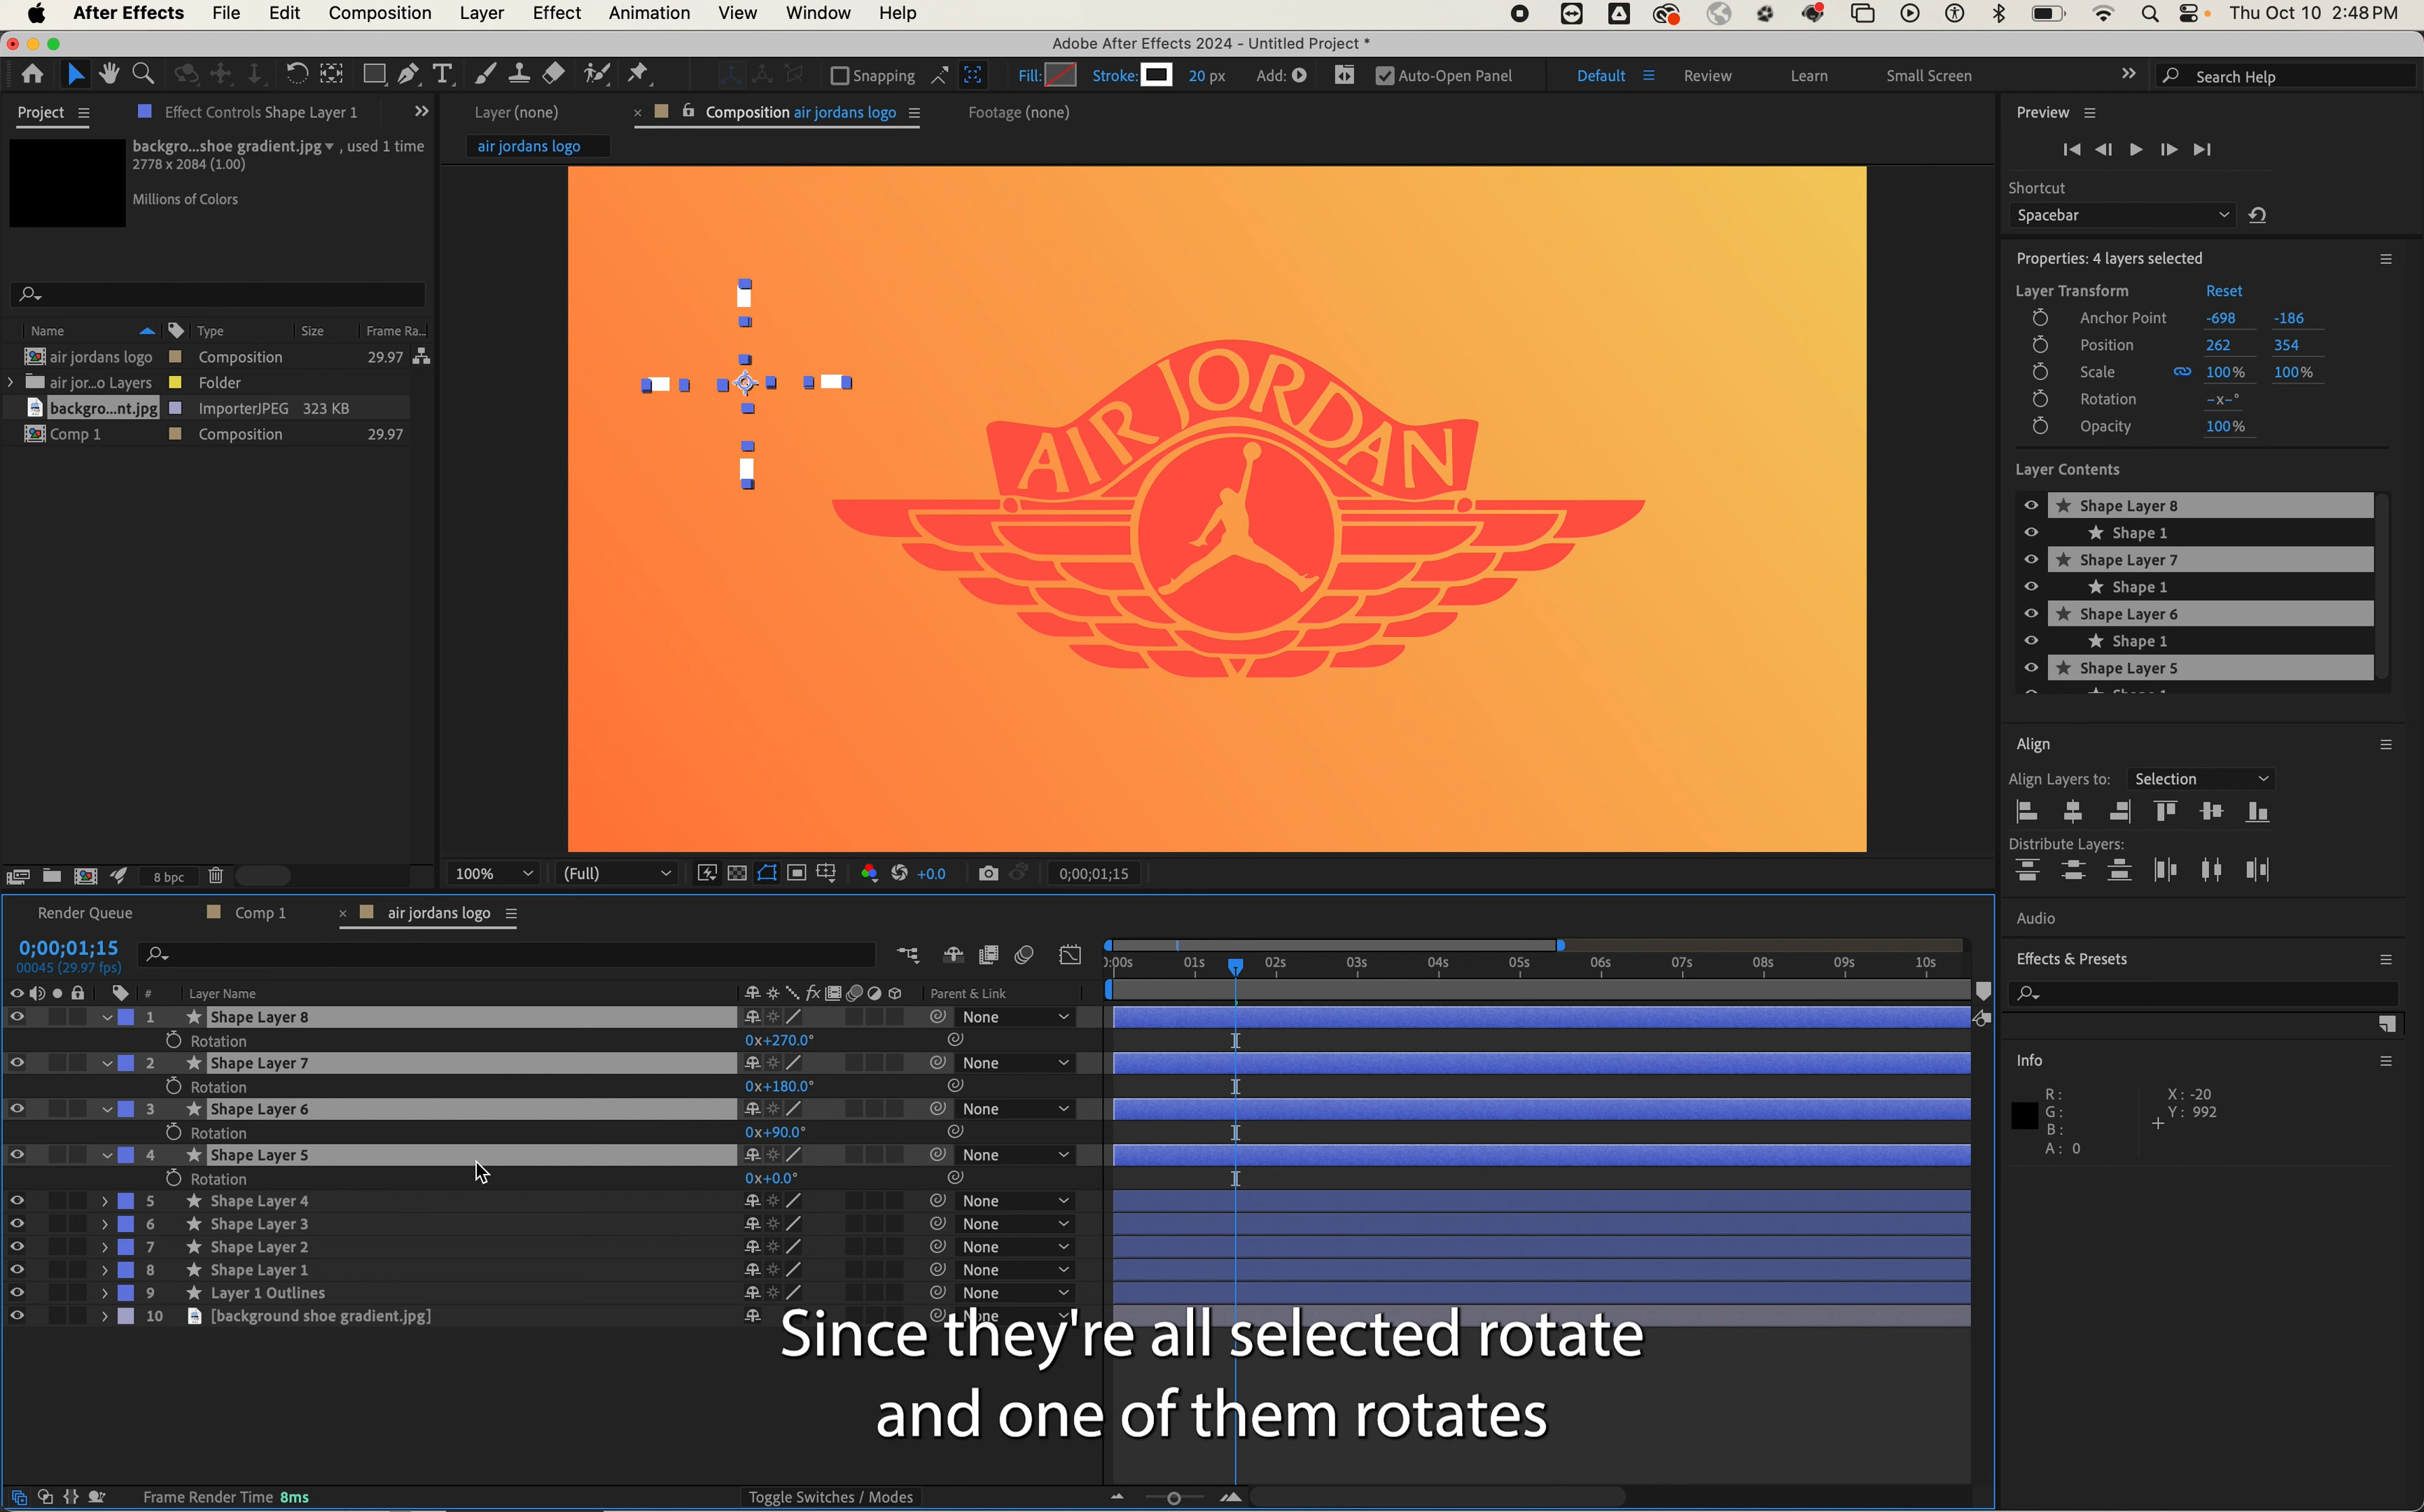 After Effects File Edit Composition Layer Effect Animation View Window Help Thu Oct 10 2:48 PM
Adobe After Effects 2024 - Untitled Project *
Snapping Fill: Stroke: 20 px Add: Auto-Open Panel Default Review Learn Small Screen Search Help
Project Effect Controls Shape Layer 1
backgro...shoe gradient.jpg , used 1 time
2778 x 2084 (1.00)
Millions of Colors
Name Type Size Frame Ra...
air jordans logo Composition 29.97
air jor...o Layers Folder
backgro...nt.jpg ImporterJPEG 323 KB
Comp 1 Composition 29.97
8 bpc
Layer (none) Composition air jordans logo Footage (none)
air jordans logo
AIR JORDAN
100% (Full) +0.0 0;00;01;15
Preview
Shortcut
Spacebar
Properties: 4 layers selected
Layer Transform Reset
Anchor Point -698 -186
Position 262 354
Scale 100% 100%
Rotation –x–°
Opacity 100%
Layer Contents
Shape Layer 8
Shape 1
Shape Layer 7
Shape 1
Shape Layer 6
Shape 1
Shape Layer 5
Align
Align Layers to: Selection
Distribute Layers:
Audio
Effects & Presets
Info
R: X: -20
G: Y: 992
B:
A: 0
Render Queue Comp 1 air jordans logo
0;00;01;15
00045 (29.97 fps)
0:00s 01s 02s 03s 04s 05s 06s 07s 08s 09s 10s
# Layer Name Parent & Link
1 Shape Layer 8 None
Rotation 0x+270.0°
2 Shape Layer 7 None
Rotation 0x+180.0°
3 Shape Layer 6 None
Rotation 0x+90.0°
4 Shape Layer 5 None
Rotation 0x+0.0°
5 Shape Layer 4 None
6 Shape Layer 3 None
7 Shape Layer 2 None
8 Shape Layer 1 None
9 Layer 1 Outlines None
10 [background shoe gradient.jpg] None
Since they're all selected rotate
and one of them rotates
Frame Render Time 8ms Toggle Switches / Modes